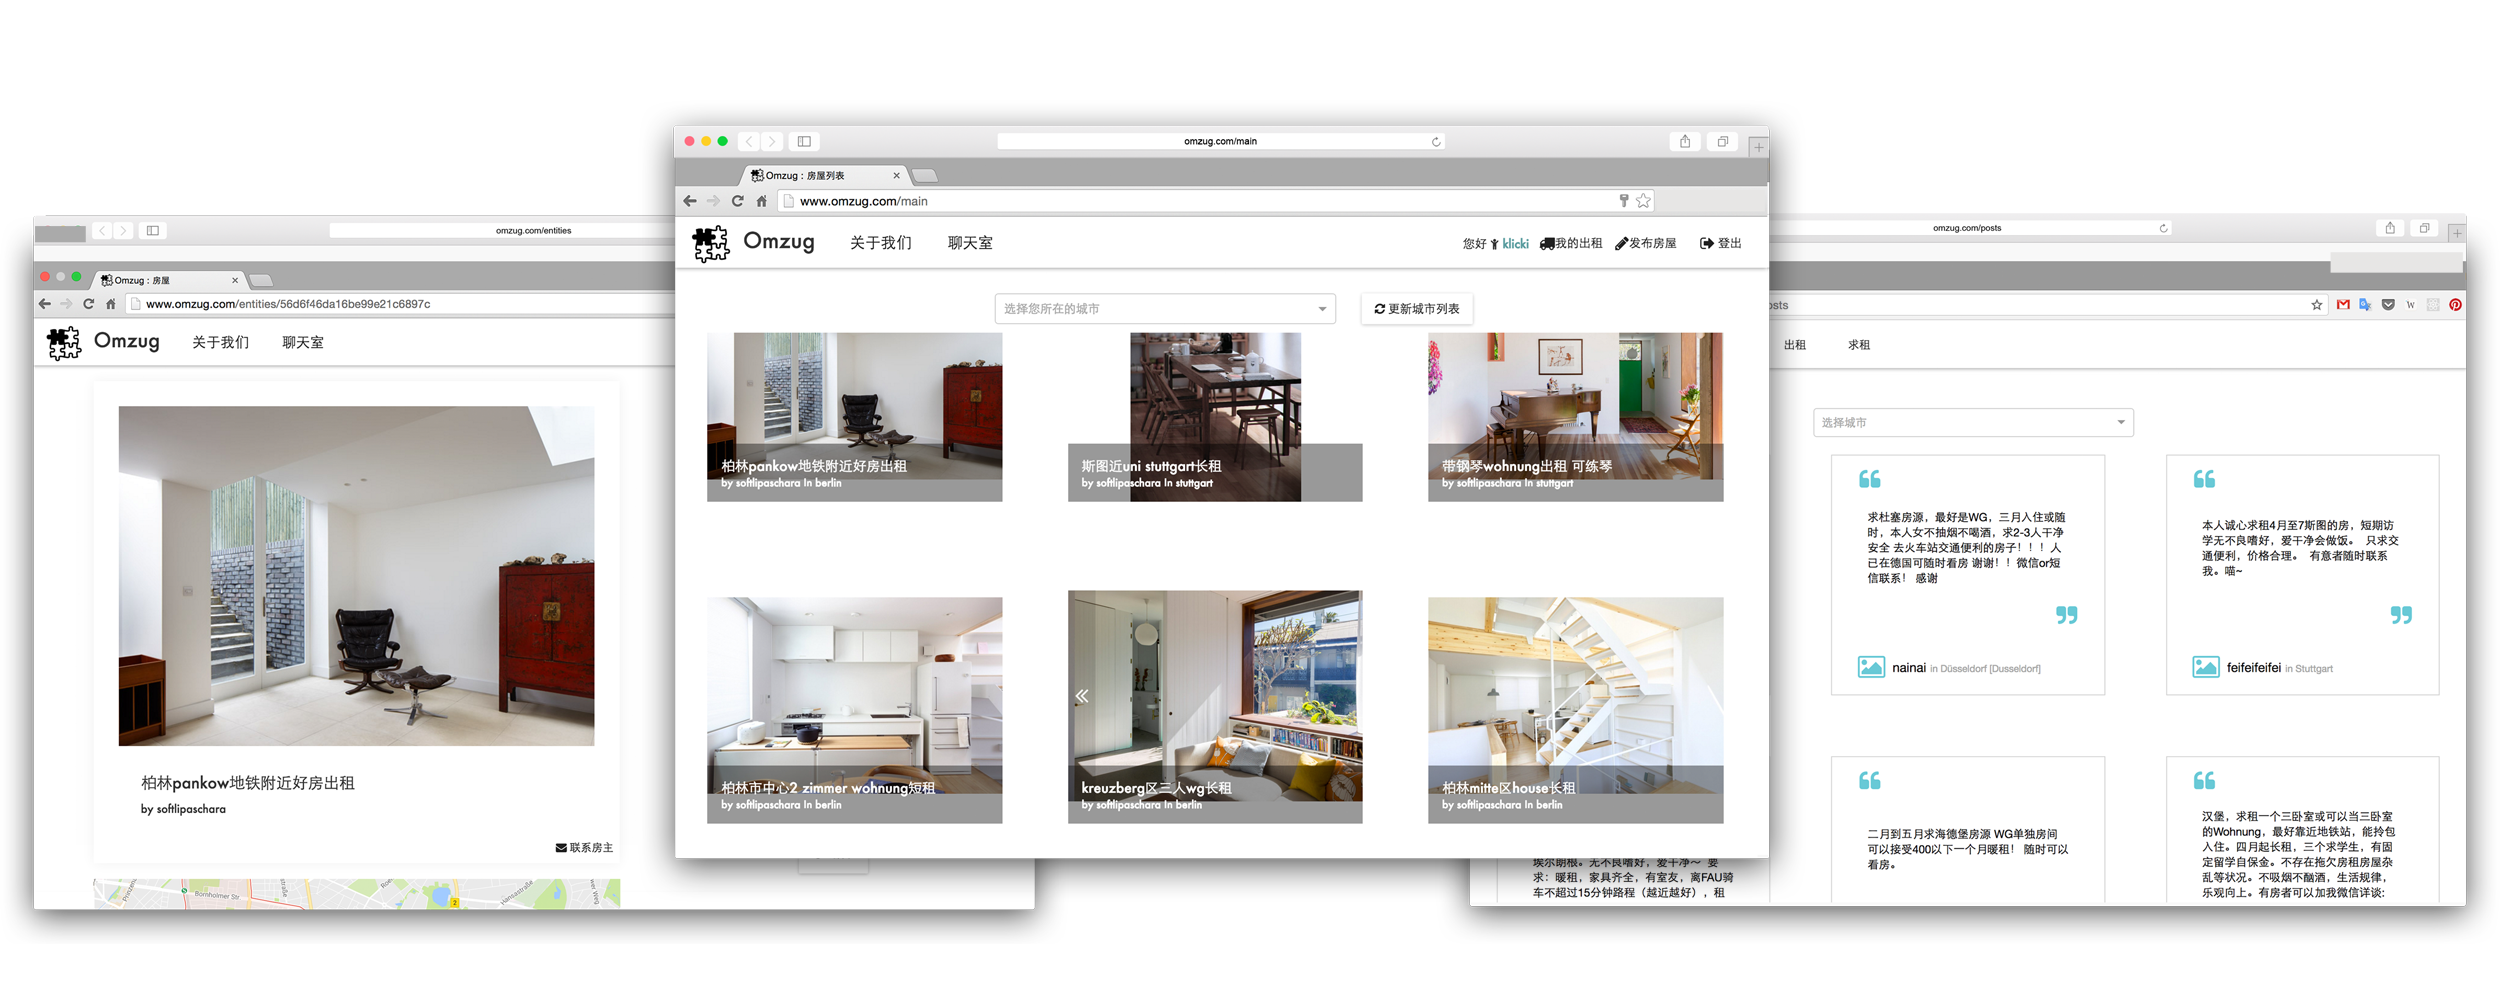 omzug.com/entities
Omzug：房屋
www.omzug.com/entities/56d6f46da16be99e21c6897c
Omzug 关于我们 聊天室
柏林pankow地铁附近好房出租
by softlipaschara
联系房主
Bornholmer Str
Hansastraße
2
omzug.com/main
Omzug：房屋列表
www.omzug.com/main
Omzug 关于我们 聊天室 您好 klicki 我的出租 发布房屋 登出
选择您所在的城市 更新城市列表
柏林pankow地铁附近好房出租
by softlipaschara In berlin
斯图近uni stuttgart长租
by softlipaschara In stuttgart
带钢琴wohnung出租 可练琴
by softlipaschara In stuttgart
柏林市中心2 zimmer wohnung短租
by softlipaschara In berlin
kreuzberg区三人wg长租
by softlipaschara In berlin
柏林mitte区house长租
by softlipaschara In berlin
omzug.com/posts
osts
出租 求租
选择城市
求杜塞房源，最好是WG，三月入住或随
时，本人女不抽烟不喝酒，求2-3人干净
安全 去火车站交通便利的房子！！！人
已在德国可随时看房 谢谢！！微信or短
信联系！ 感谢
nainai in Düsseldorf [Dusseldorf]
本人诚心求租4月至7斯图的房，短期访
学无不良嗜好，爱干净会做饭。 只求交
通便利，价格合理。 有意者随时联系
我。喵~
feifeifeifei in Stuttgart
埃尔朗根。无不良嗜好，爱干净～ 要
求：暖租，家具齐全，有室友，离FAU骑
车不超过15分钟路程（越近越好），租
二月到五月求海德堡房源 WG单独房间
可以接受400以下一个月暖租！ 随时可以
看房。
汉堡，求租一个三卧室或可以当三卧室
的Wohnung，最好靠近地铁站，能拎包
入住。四月起长租，三个求学生，有固
定留学自保金。不存在拖欠房租房屋杂
乱等状况。不吸烟不酗酒，生活规律，
乐观向上。有房者可以加我微信详谈: